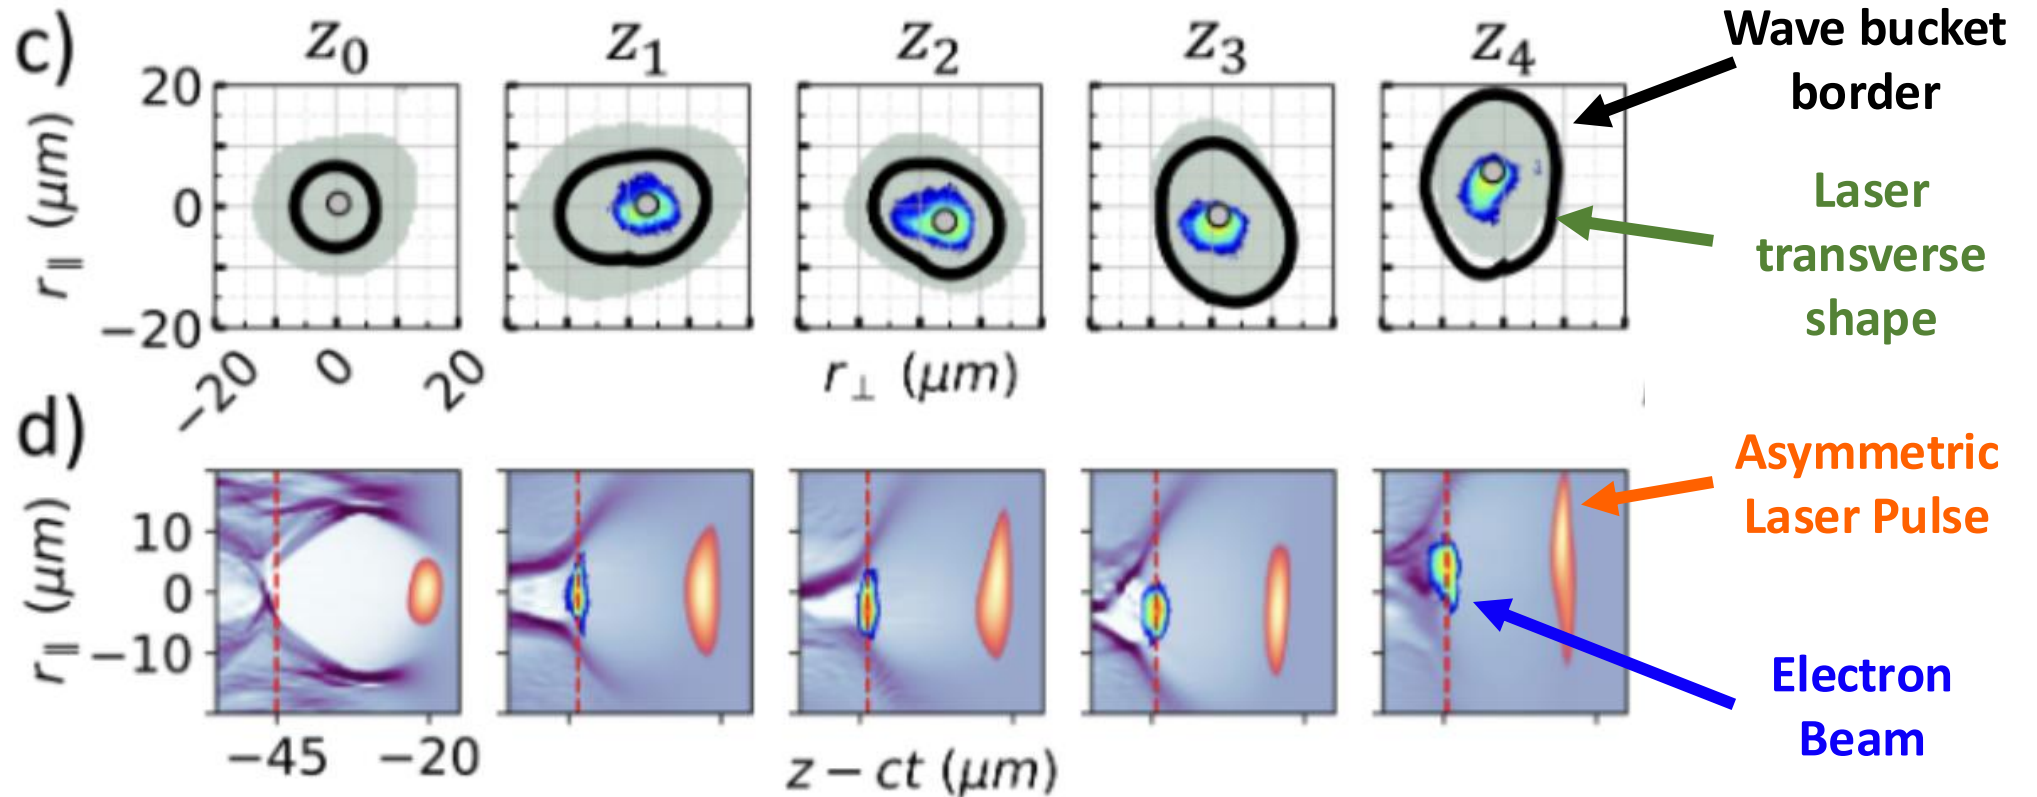 c)
z₀ z₁ z₂ z₃ z₄
Wave bucket
border
20
0
−20
r∥ (μm)
−20 0 20
r⊥ (μm)
Laser
transverse
shape
d)
10
0
−10
r∥ (μm)
−45 −20
z − ct (μm)
Asymmetric
Laser Pulse
Electron
Beam